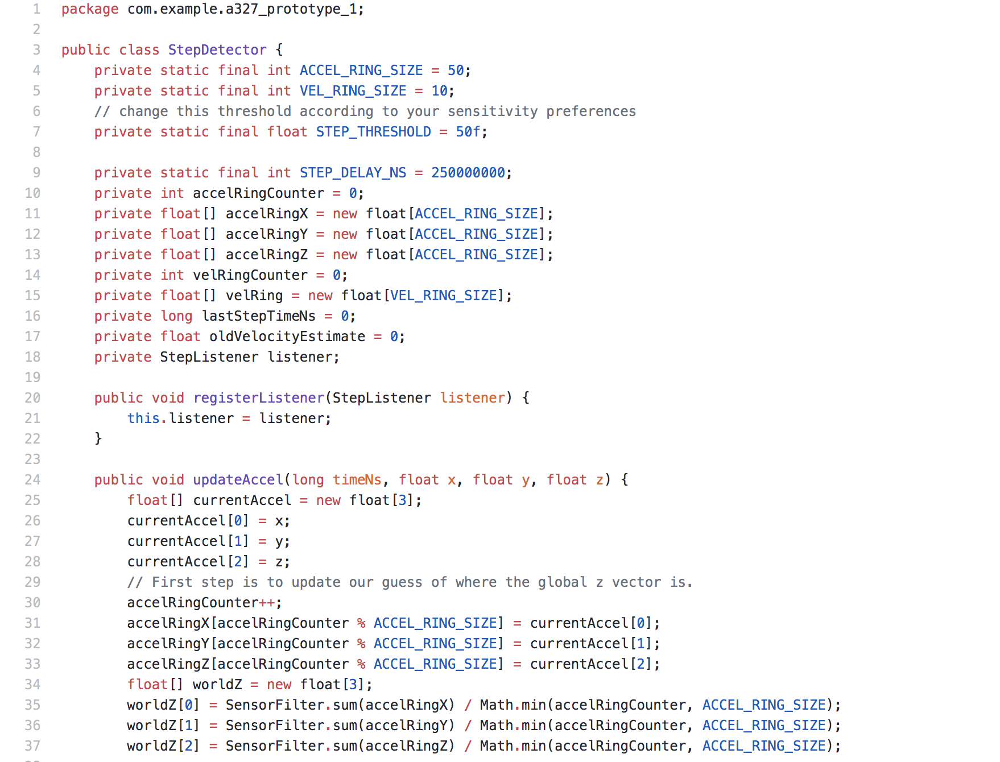 1 package com.example.a327_prototype_1;
2
3 public class StepDetector {
4     private static final int ACCEL_RING_SIZE = 50;
5     private static final int VEL_RING_SIZE = 10;
6     // change this threshold according to your sensitivity preferences
7     private static final float STEP_THRESHOLD = 50f;
8
9     private static final int STEP_DELAY_NS = 250000000;
10     private int accelRingCounter = 0;
11     private float[] accelRingX = new float[ACCEL_RING_SIZE];
12     private float[] accelRingY = new float[ACCEL_RING_SIZE];
13     private float[] accelRingZ = new float[ACCEL_RING_SIZE];
14     private int velRingCounter = 0;
15     private float[] velRing = new float[VEL_RING_SIZE];
16     private long lastStepTimeNs = 0;
17     private float oldVelocityEstimate = 0;
18     private StepListener listener;
19
20     public void registerListener(StepListener listener) {
21         this.listener = listener;
22     }
23
24     public void updateAccel(long timeNs, float x, float y, float z) {
25         float[] currentAccel = new float[3];
26         currentAccel[0] = x;
27         currentAccel[1] = y;
28         currentAccel[2] = z;
29         // First step is to update our guess of where the global z vector is.
30         accelRingCounter++;
31         accelRingX[accelRingCounter % ACCEL_RING_SIZE] = currentAccel[0];
32         accelRingY[accelRingCounter % ACCEL_RING_SIZE] = currentAccel[1];
33         accelRingZ[accelRingCounter % ACCEL_RING_SIZE] = currentAccel[2];
34         float[] worldZ = new float[3];
35         worldZ[0] = SensorFilter.sum(accelRingX) / Math.min(accelRingCounter, ACCEL_RING_SIZE);
36         worldZ[1] = SensorFilter.sum(accelRingY) / Math.min(accelRingCounter, ACCEL_RING_SIZE);
37         worldZ[2] = SensorFilter.sum(accelRingZ) / Math.min(accelRingCounter, ACCEL_RING_SIZE);